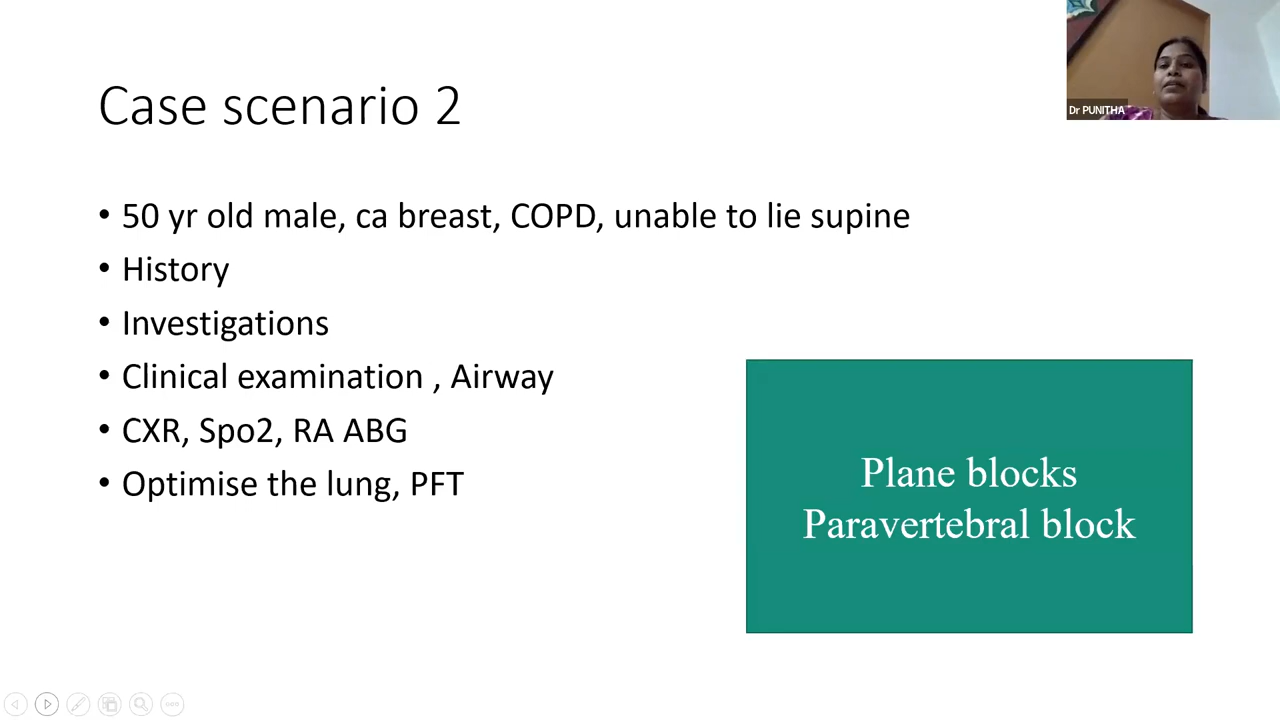 Case scenario 2
• 50 yr old male, ca breast, COPD, unable to lie supine
• History
• Investigations
• Clinical examination , Airway
• CXR, Spo2, RA ABG
• Optimise the lung, PFT
Plane blocks
Paravertebral block
Dr PUNITHA